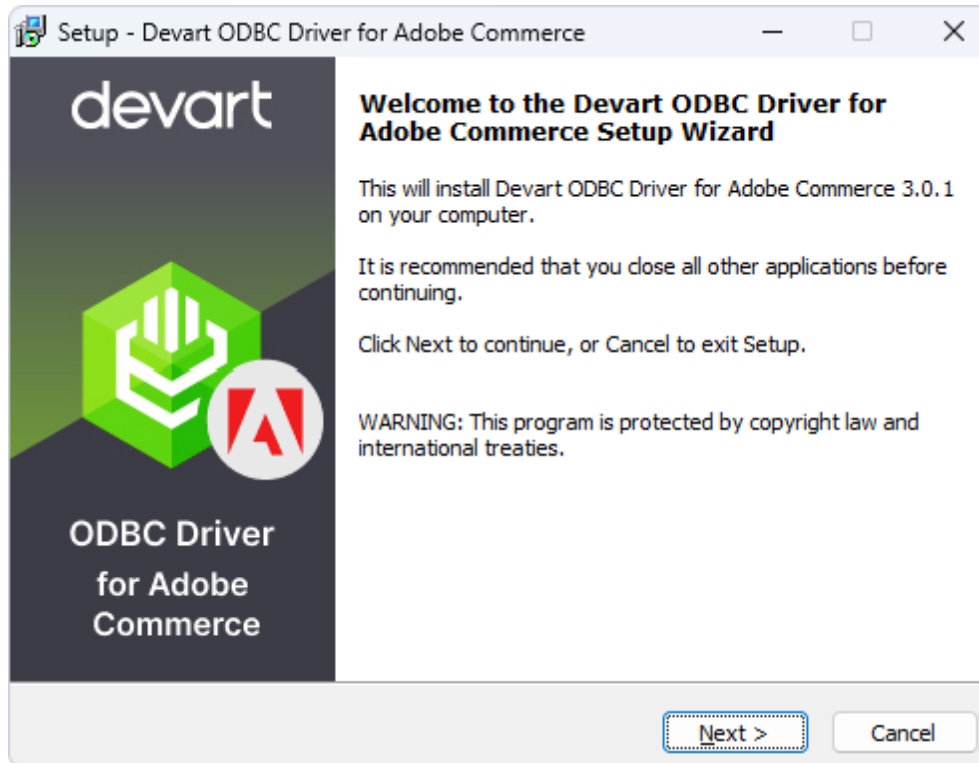 Setup - Devart ODBC Driver for Adobe Commerce
devart
Welcome to the Devart ODBC Driver for
Adobe Commerce Setup Wizard
This will install Devart ODBC Driver for Adobe Commerce 3.0.1
on your computer.
It is recommended that you close all other applications before
continuing.
Click Next to continue, or Cancel to exit Setup.
WARNING: This program is protected by copyright law and
international treaties.
ODBC Driver
for Adobe
Commerce
Next >
Cancel